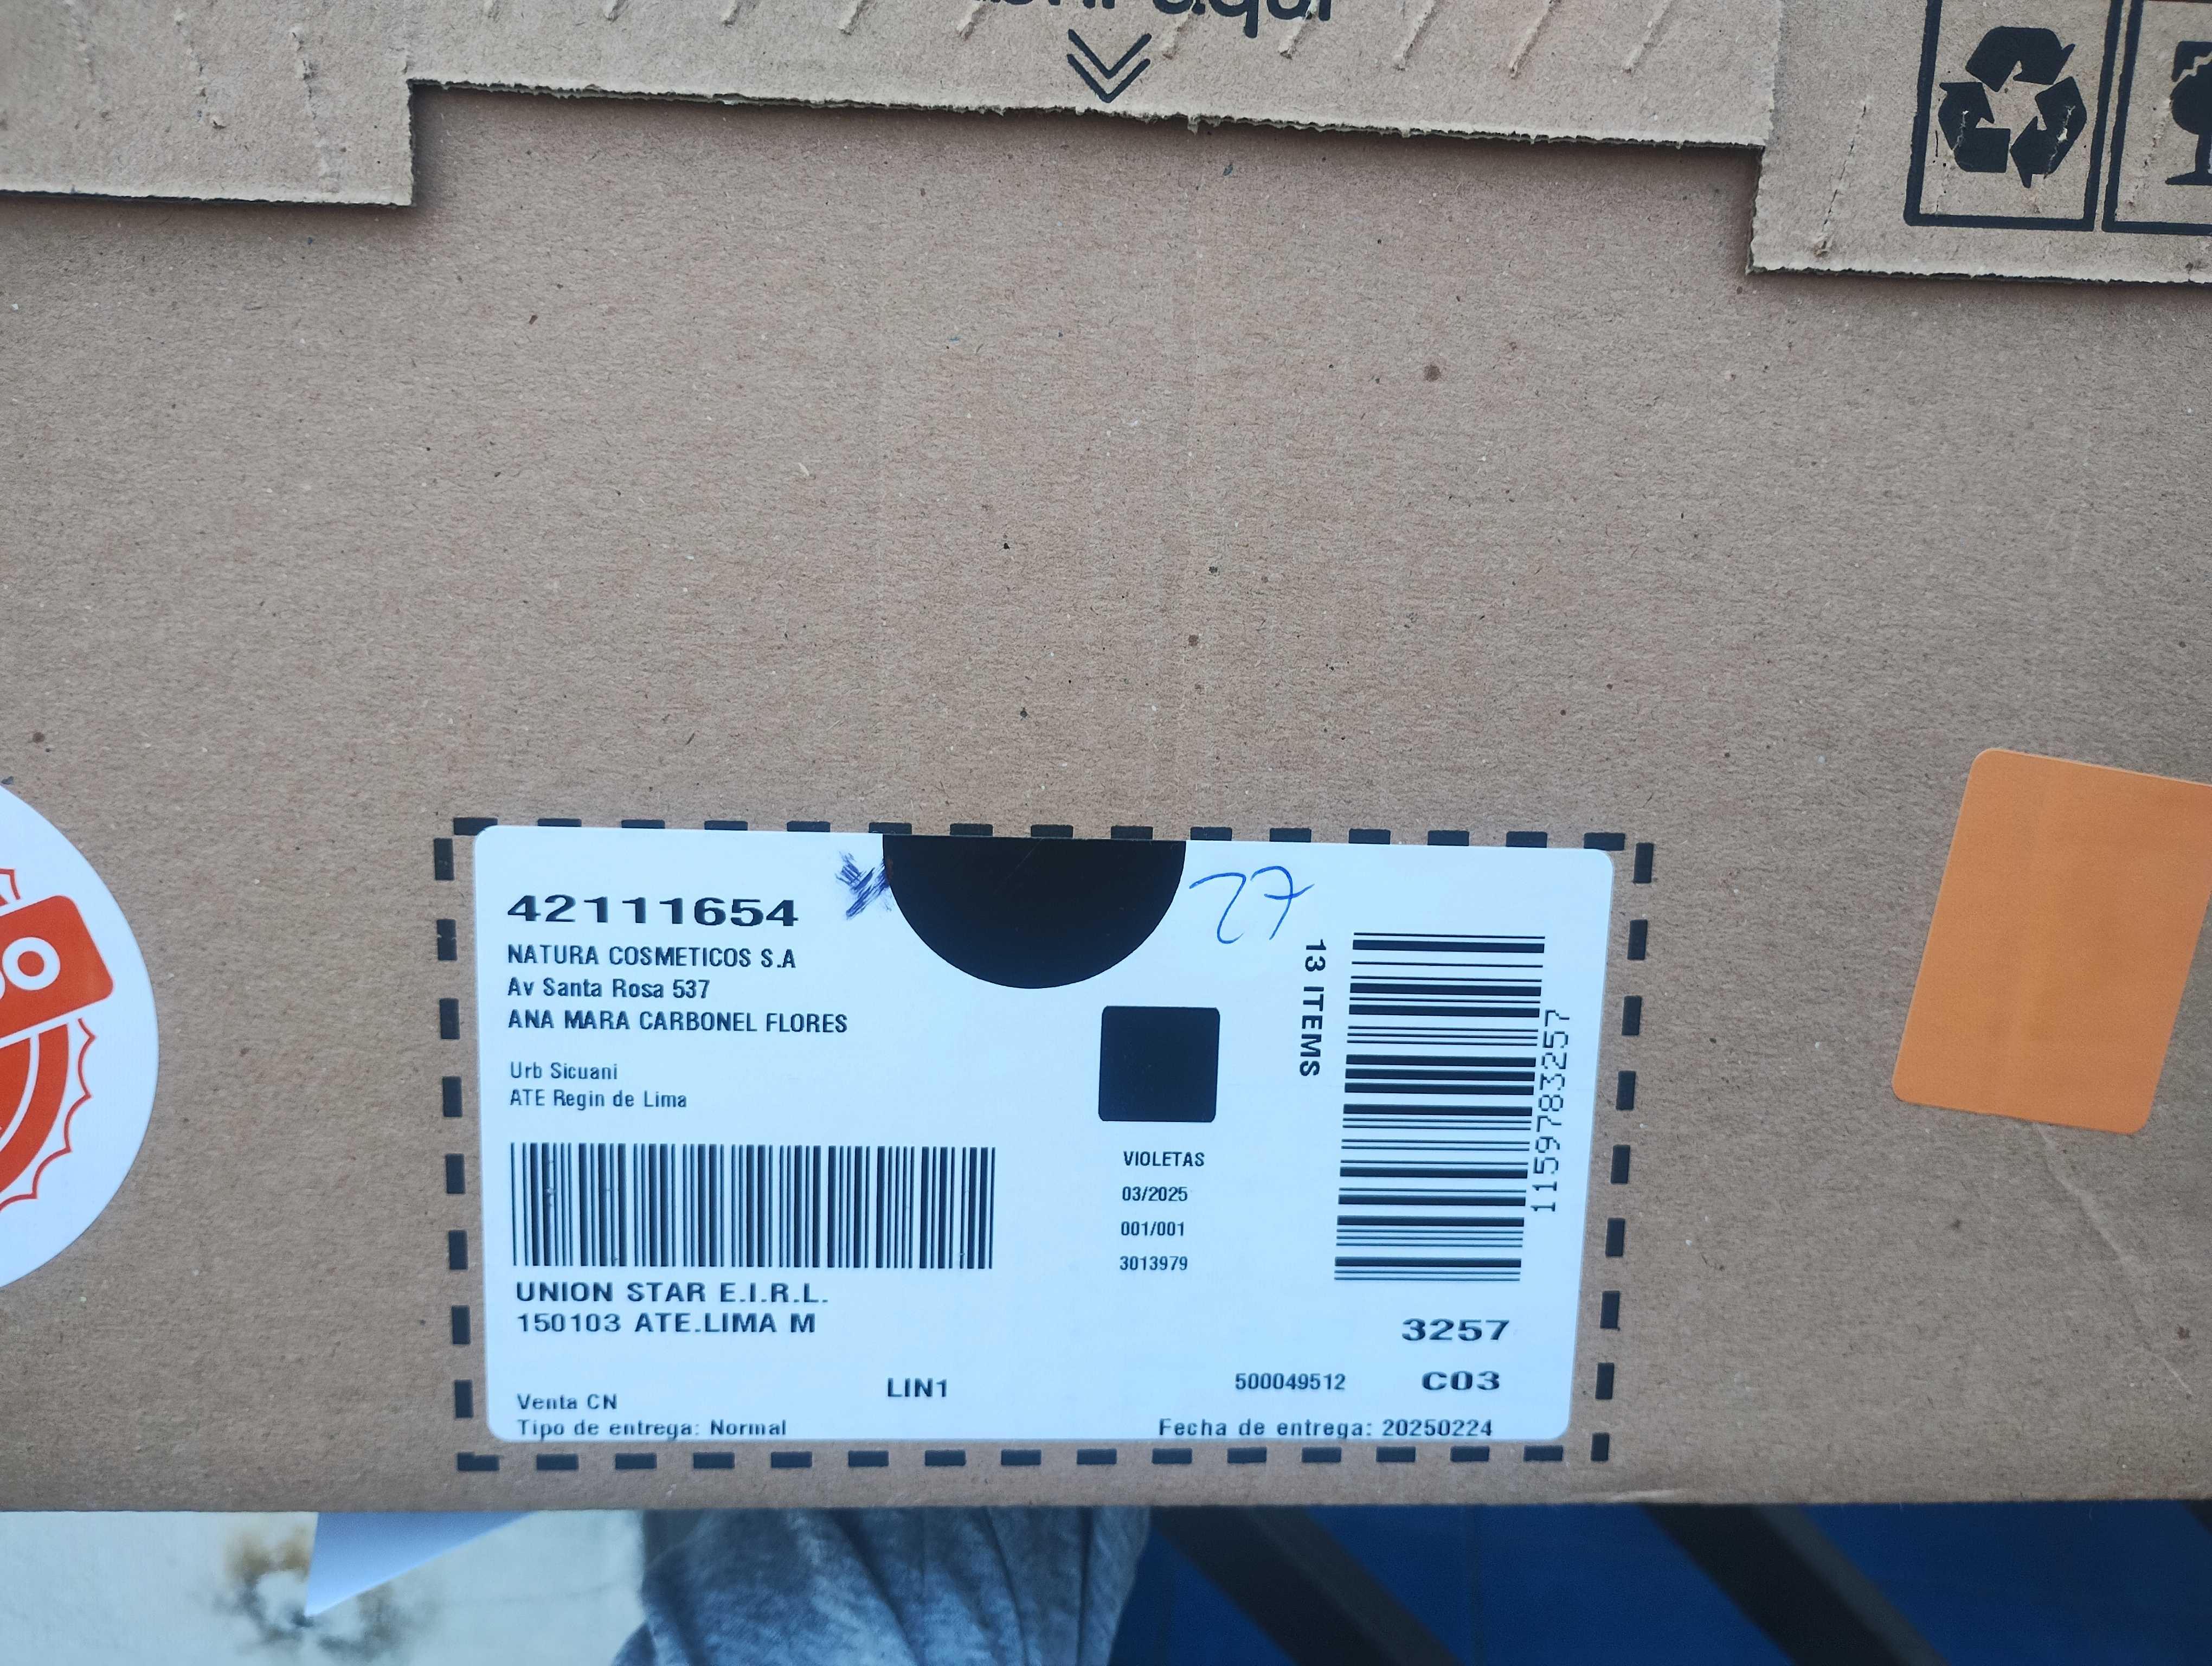 aquí
42111654
27
NATURA COSMETICOS S.A
Av Santa Rosa 537
ANA MARA CARBONEL FLORES
Urb Sicuani
ATE Regin de Lima
13 ITEMS
1159783257
VIOLETAS
03/2025
001/001
3013979
UNION STAR E.I.R.L.
150103 ATE.LIMA M
3257
LIN1
500049512
C03
Venta CN
Tipo de entrega: Normal
Fecha de entrega: 20250224